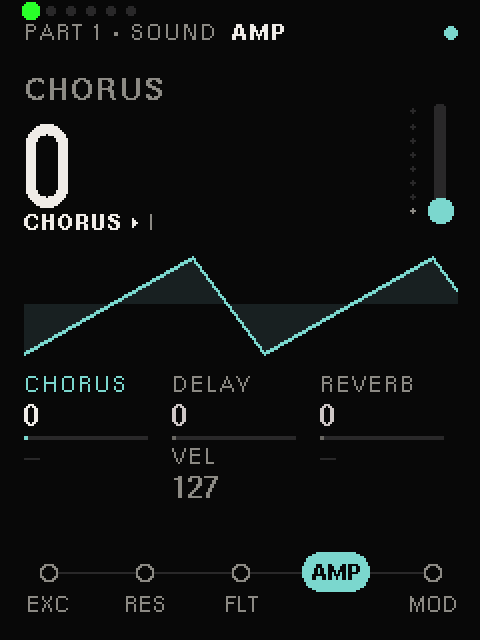 PART 1 · SOUND AMP
CHORUS
0
CHORUS
CHORUS DELAY REVERB
0 0 0
VEL
127
AMP
EXC RES FLT MOD